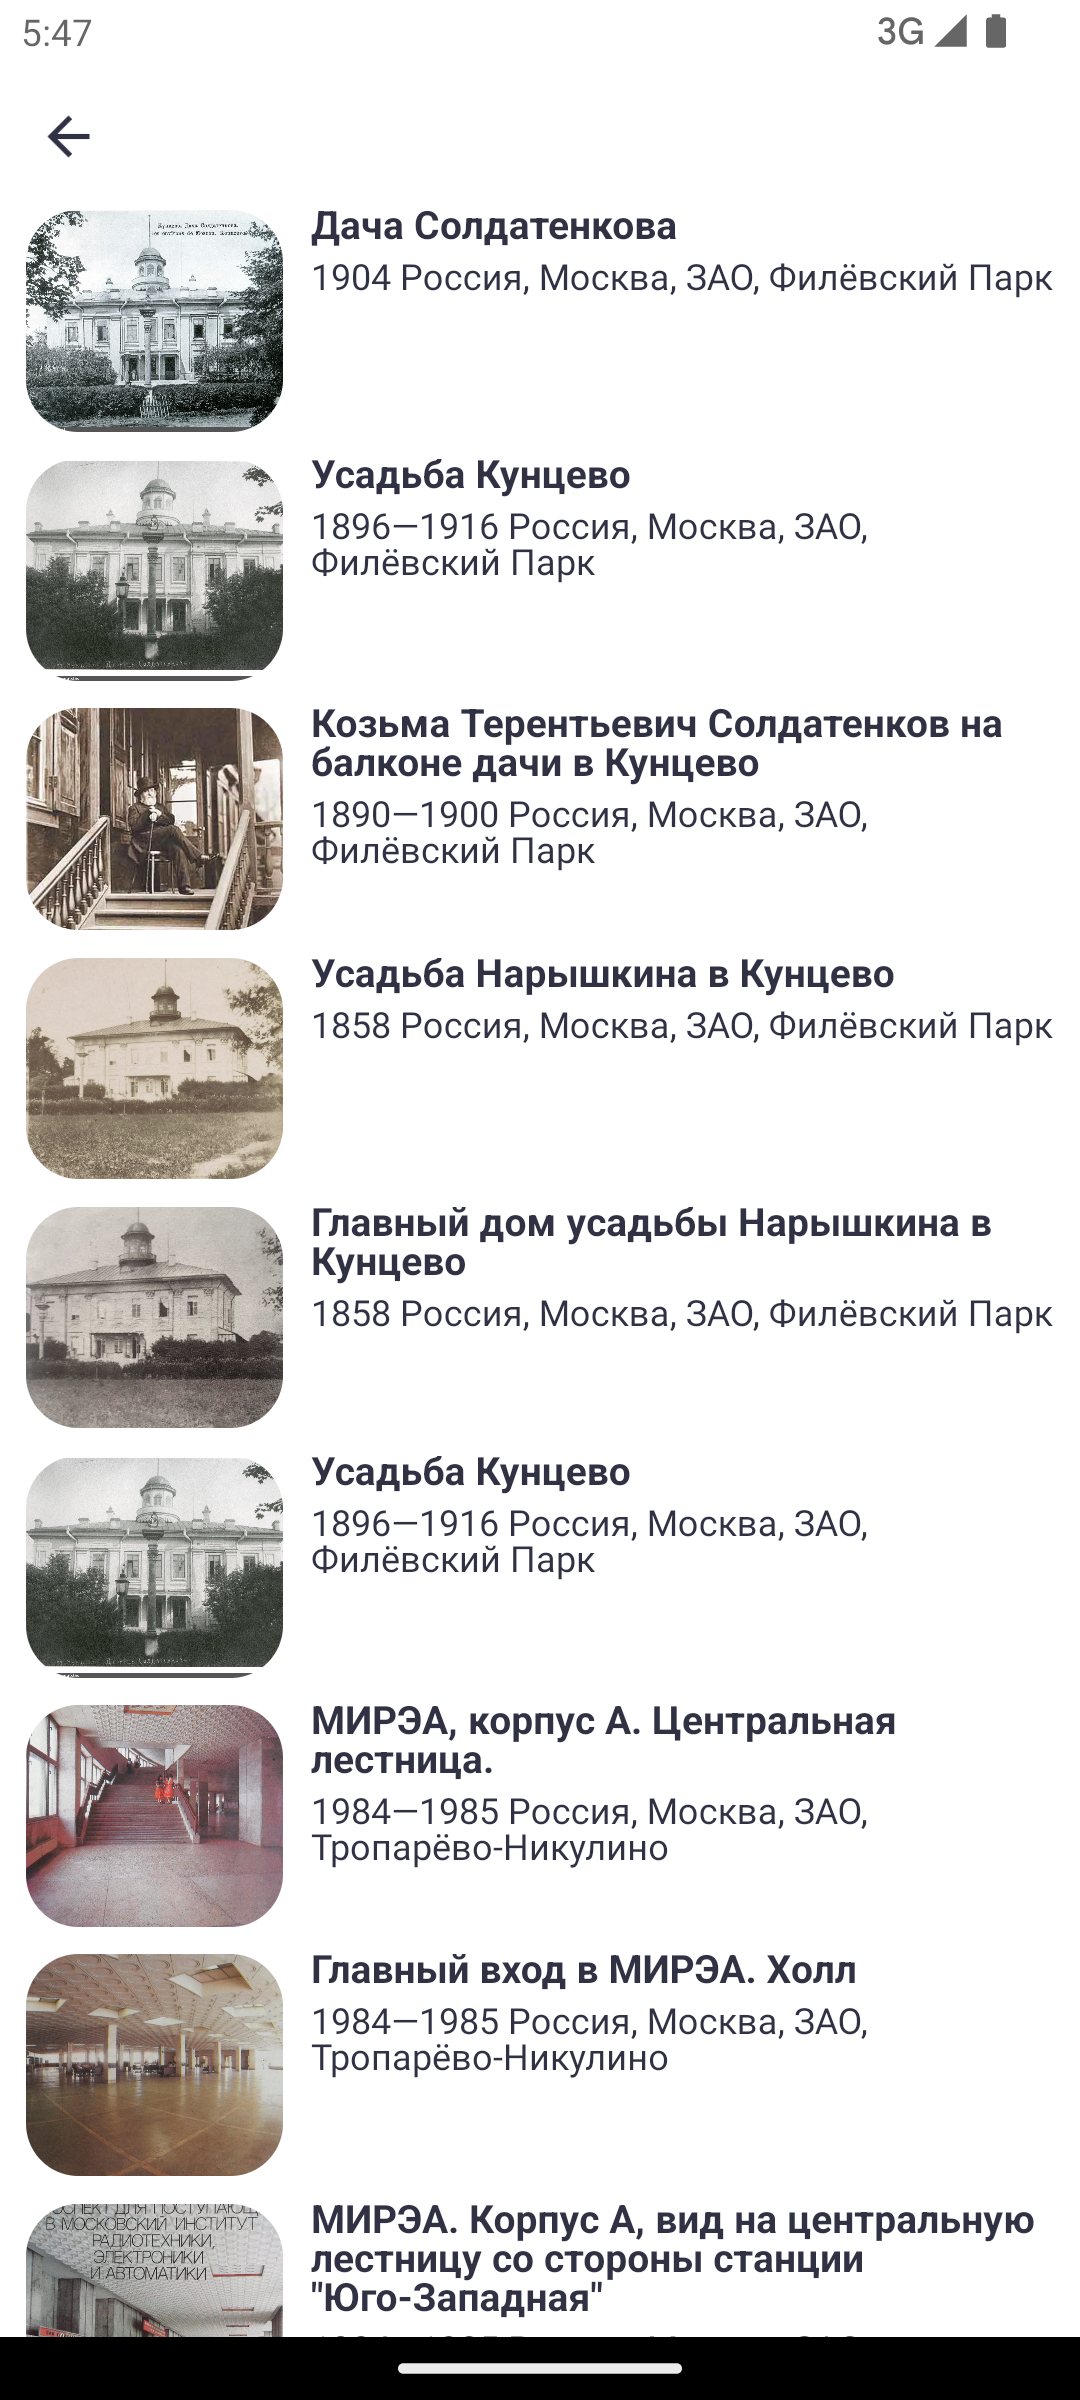 5:47
3G
Дача Солдатенкова
1904 Россия, Москва, ЗАО, Филёвский Парк
Усадьба Кунцево
1896—1916 Россия, Москва, ЗАО,
Филёвский Парк
Козьма Терентьевич Солдатенков на
балконе дачи в Кунцево
1890—1900 Россия, Москва, ЗАО,
Филёвский Парк
Усадьба Нарышкина в Кунцево
1858 Россия, Москва, ЗАО, Филёвский Парк
Главный дом усадьбы Нарышкина в
Кунцево
1858 Россия, Москва, ЗАО, Филёвский Парк
Усадьба Кунцево
1896—1916 Россия, Москва, ЗАО,
Филёвский Парк
МИРЭА, корпус А. Центральная
лестница.
1984—1985 Россия, Москва, ЗАО,
Тропарёво-Никулино
Главный вход в МИРЭА. Холл
1984—1985 Россия, Москва, ЗАО,
Тропарёво-Никулино
ДЛЯ
В МОСКОВСКИЙ ИНСТИТУТ
РАДИОТЕХНИКИ,
ЭЛЕКТРОНИКИ
И АВТОМАТИКИ
МИРЭА. Корпус А, вид на центральную
лестницу со стороны станции
"Юго-Западная"